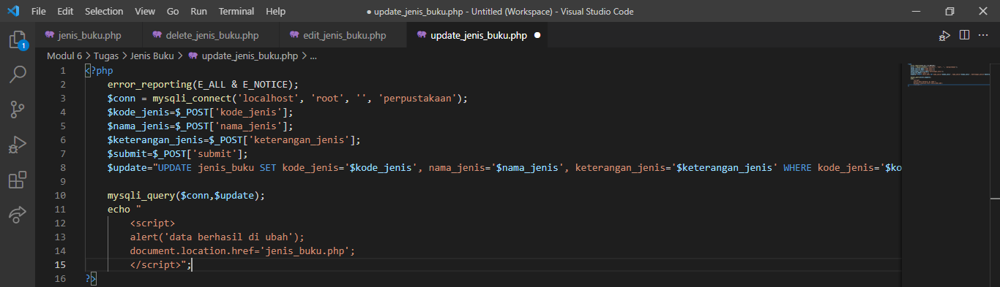 File Edit Selection View Go Run Terminal Help ● update_jenis_buku.php - Untitled (Workspace) - Visual Studio Code
jenis_buku.php delete_jenis_buku.php edit_jenis_buku.php update_jenis_buku.php
1
Modul 6 > Tugas > Jenis Buku > update_jenis_buku.php > ...
1 <?php
2 error_reporting(E_ALL & E_NOTICE);
3 $conn = mysqli_connect('localhost', 'root', '', 'perpustakaan');
4 $kode_jenis=$_POST['kode_jenis'];
5 $nama_jenis=$_POST['nama_jenis'];
6 $keterangan_jenis=$_POST['keterangan_jenis'];
7 $submit=$_POST['submit'];
8 $update="UPDATE jenis_buku SET kode_jenis='$kode_jenis', nama_jenis='$nama_jenis', keterangan_jenis='$keterangan_jenis' WHERE kode_jenis='$ko
9
10 mysqli_query($conn,$update);
11 echo "
12 <script>
13 alert('data berhasil di ubah');
14 document.location.href='jenis_buku.php';
15 </script>";
16 ?>